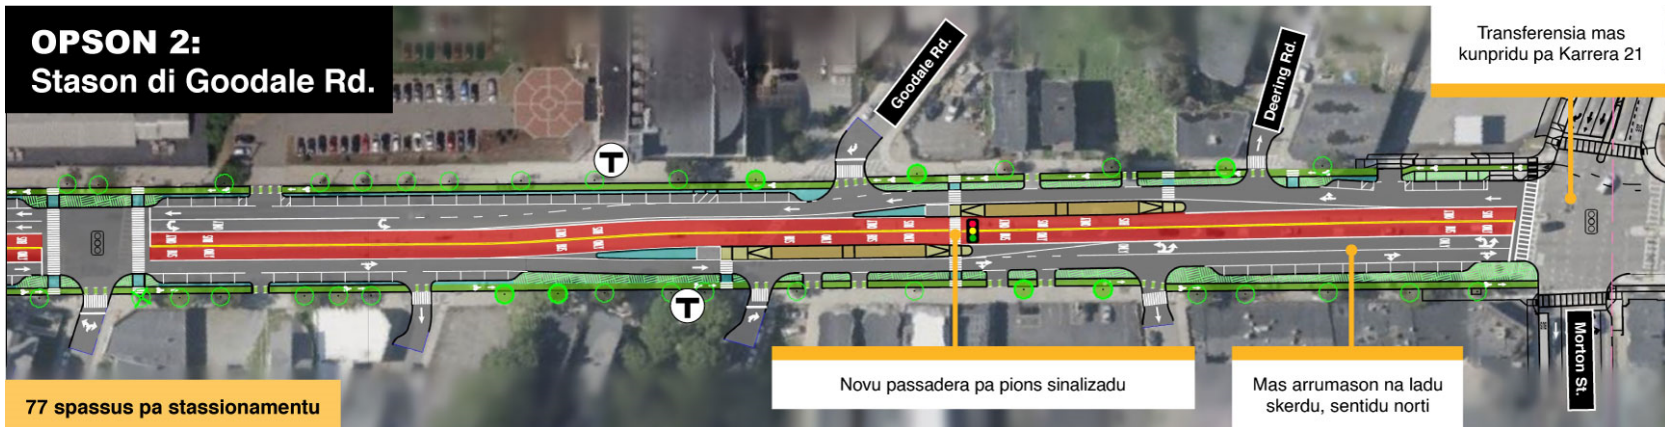 OPSON 2:
Stason di Goodale Rd.
Goodale Rd.
Deering Rd.
Transferensia mas
kunpridu pa Karrera 21
T
T
Morton St.
77 spassus pa stassionamentu
Novu passadera pa pions sinalizadu
Mas arrumason na ladu
skerdu, sentidu norti